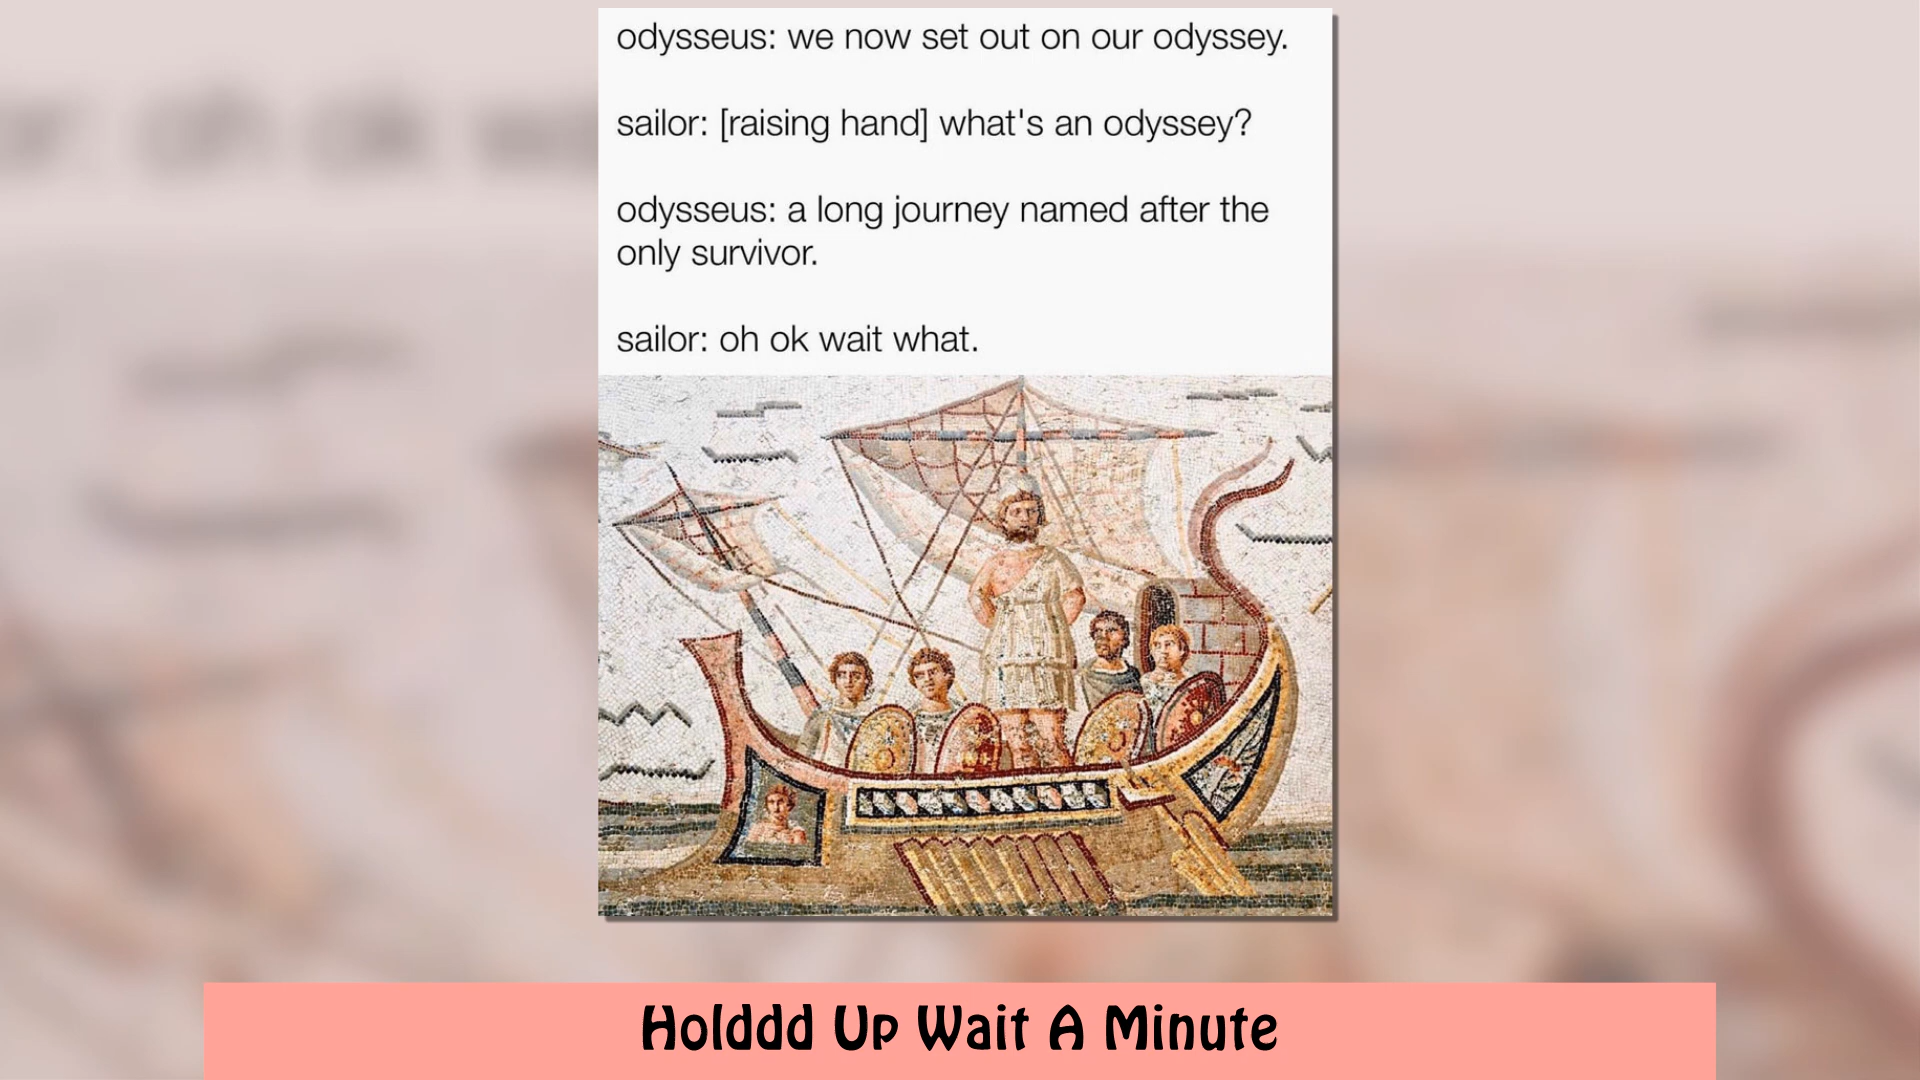 odysseus: we now set out on our odyssey.
sailor: [raising hand] what's an odyssey?
odysseus: a long journey named after the
only survivor.
sailor: oh ok wait what.
Holddd Up Wait A Minute